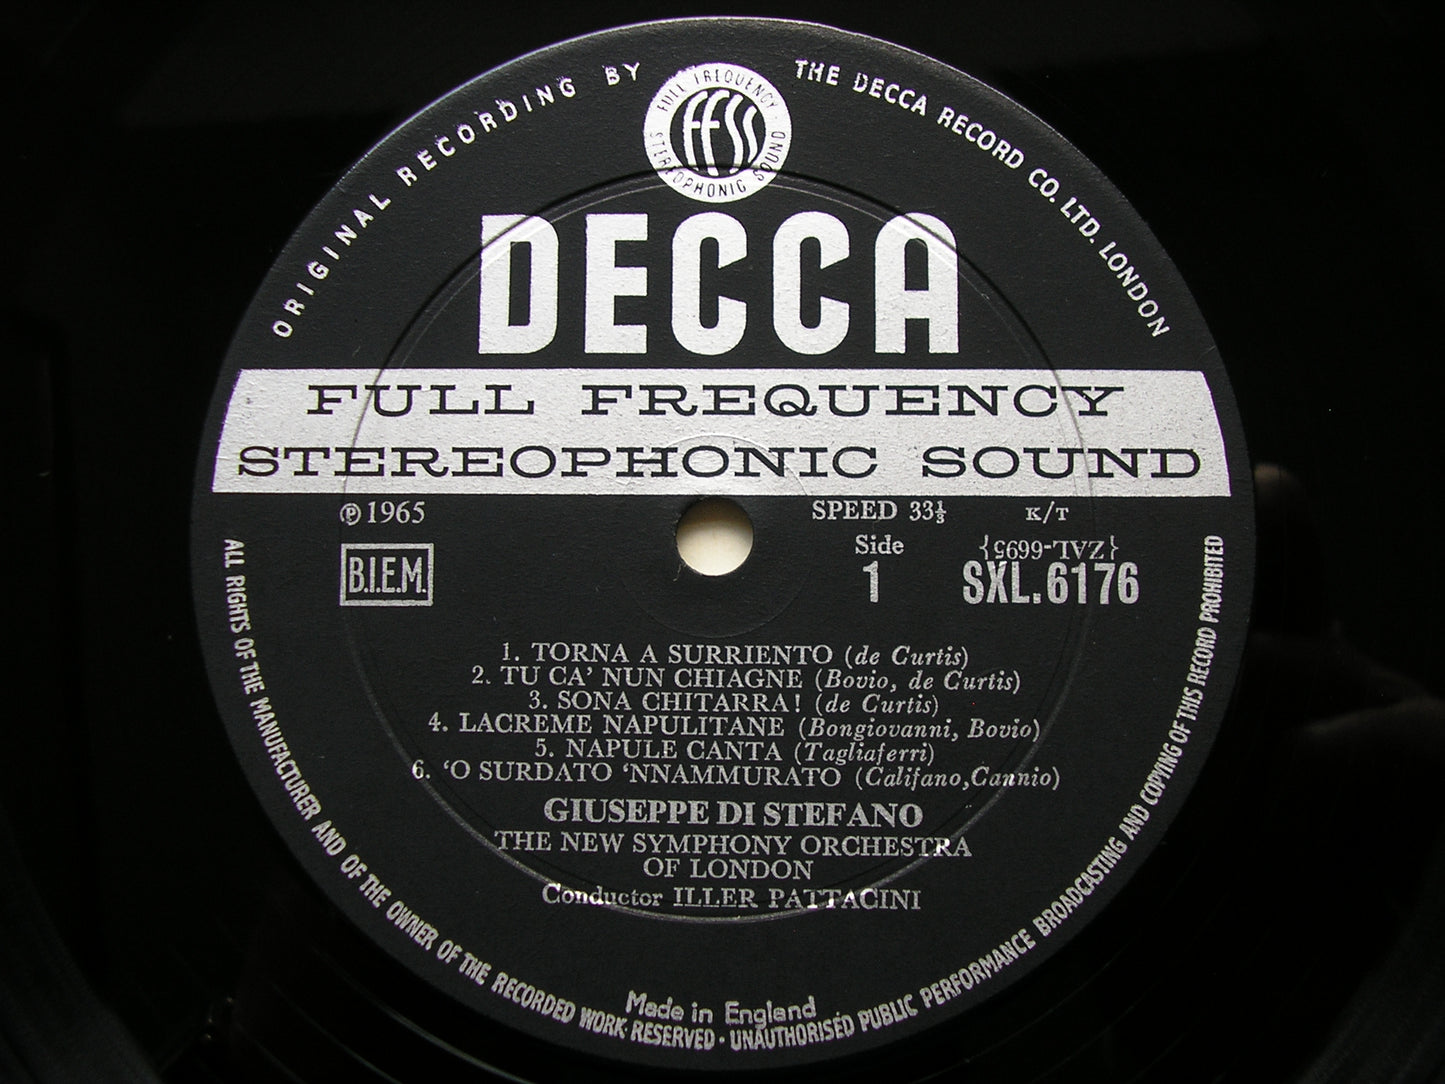 ORIGINAL RECORDING BY THE DECCA RECORD CO. LTD. LONDON
FULL FREQUENCY STEREOPHONIC SOUND
FFSS
DECCA
FULL FREQUENCY
STEREOPHONIC SOUND
℗1965 SPEED 33⅓ K/T
Side {ZAL-6695}
B.I.E.M. 1 SXL.6176
1. TORNA A SURRIENTO (de Curtis)
2. TU CA' NUN CHIAGNE (Bovio, de Curtis)
3. SONA CHITARRA! (de Curtis)
4. LACREME NAPULITANE (Bongiovanni, Bovio)
5. NAPULE CANTA (Tagliaferri)
6. 'O SURDATO 'NNAMMURATO (Califano,Cannio)
GIUSEPPE DI STEFANO
THE NEW SYMPHONY ORCHESTRA
OF LONDON
Conductor ILLER PATTACINI
Made in England
ALL RIGHTS OF THE MANUFACTURER AND OF THE OWNER OF THE RECORDED WORK RESERVED · UNAUTHORISED PUBLIC PERFORMANCE BROADCASTING AND COPYING OF THIS RECORD PROHIBITED